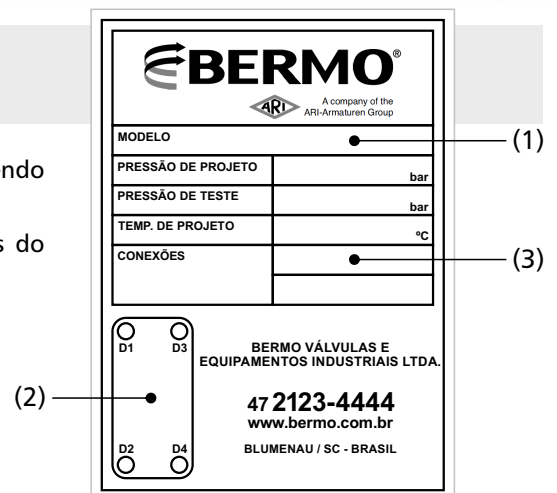 BERMO®
ARI
A company of the
ARI-Armaturen Group
MODELO
(1)
PRESSÃO DE PROJETO
bar
PRESSÃO DE TESTE
bar
TEMP. DE PROJETO
ºC
CONEXÕES
(3)
endo
s do
D1 D3
(2)
D2 D4
BERMO VÁLVULAS E
EQUIPAMENTOS INDUSTRIAIS LTDA.
47 2123-4444
www.bermo.com.br
BLUMENAU / SC - BRASIL